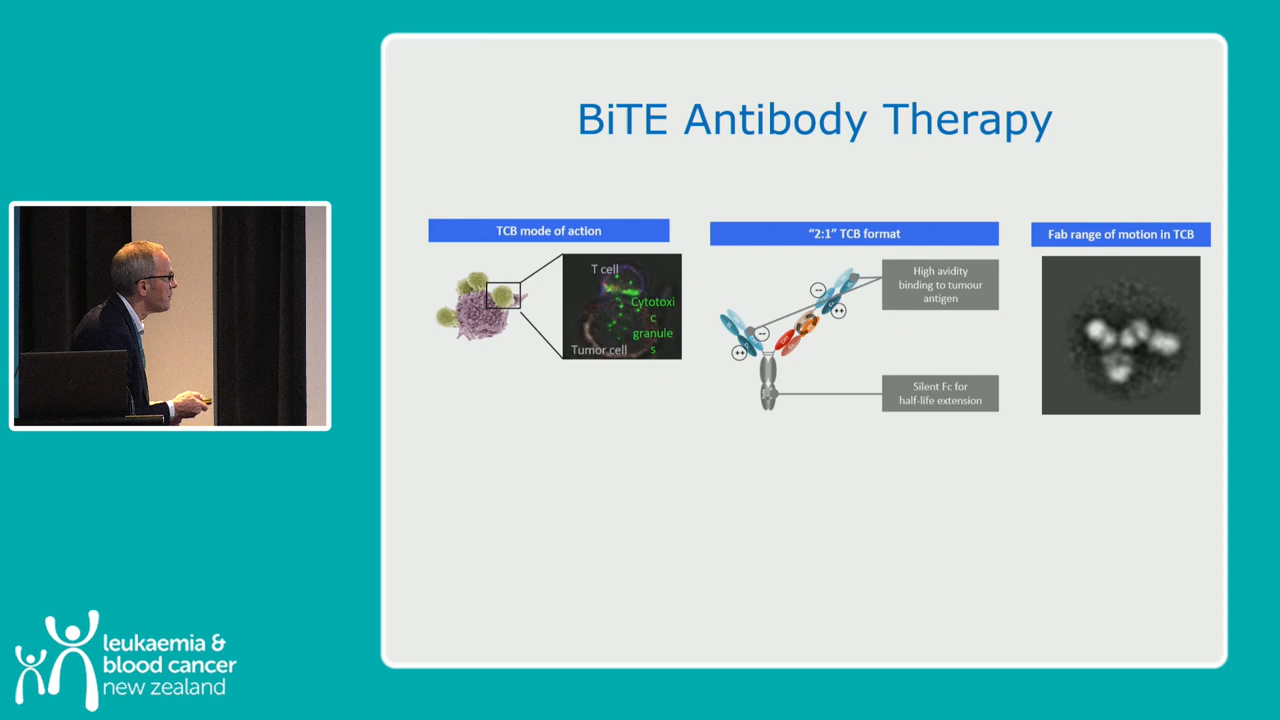 BiTE Antibody Therapy
TCB mode of action
T cell
Cytotoxi
c
granule
s
Tumor cell
“2:1” TCB format
High avidity
binding to tumour
antigen
--
++
--
++
Silent Fc for
half-life extension
Fab range of motion in TCB
leukaemia &
blood cancer
new zealand